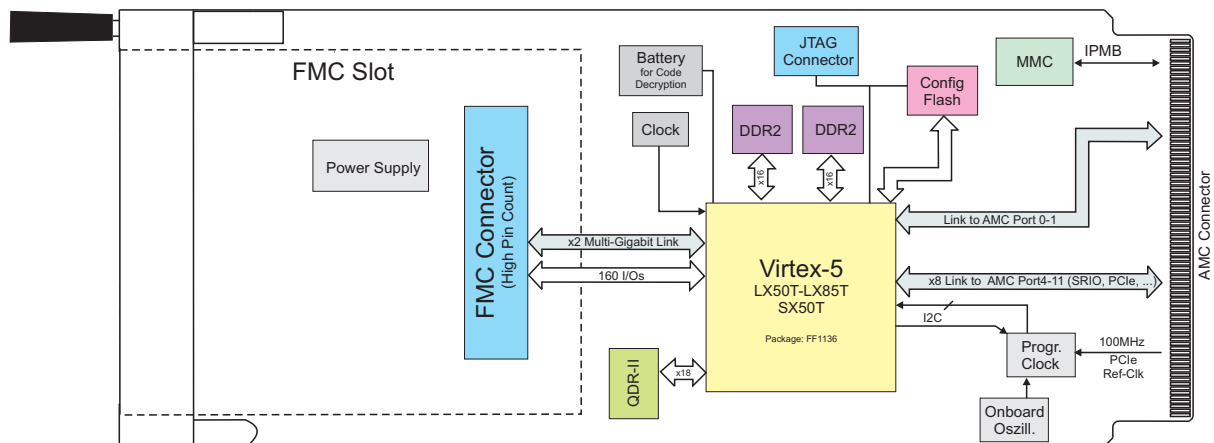 FMC Slot
Power Supply
FMC Connector
(High Pin Count)
Battery
for Code
Decryption
Clock
JTAG
Connector
DDR2
DDR2
x16
x16
Config
Flash
MMC
IPMB
x2 Multi-Gigabit Link
160 I/Os
Virtex-5
LX50T-LX85T
SX50T
Package: FF1136
Link to AMC Port 0-1
x8 Link to AMC Port4-11 (SRIO, PCIe, ...)
I2C
Progr.
Clock
100MHz
PCIe
Ref-Clk
Onboard
Oszill.
QDR-II
x18
AMC Connector